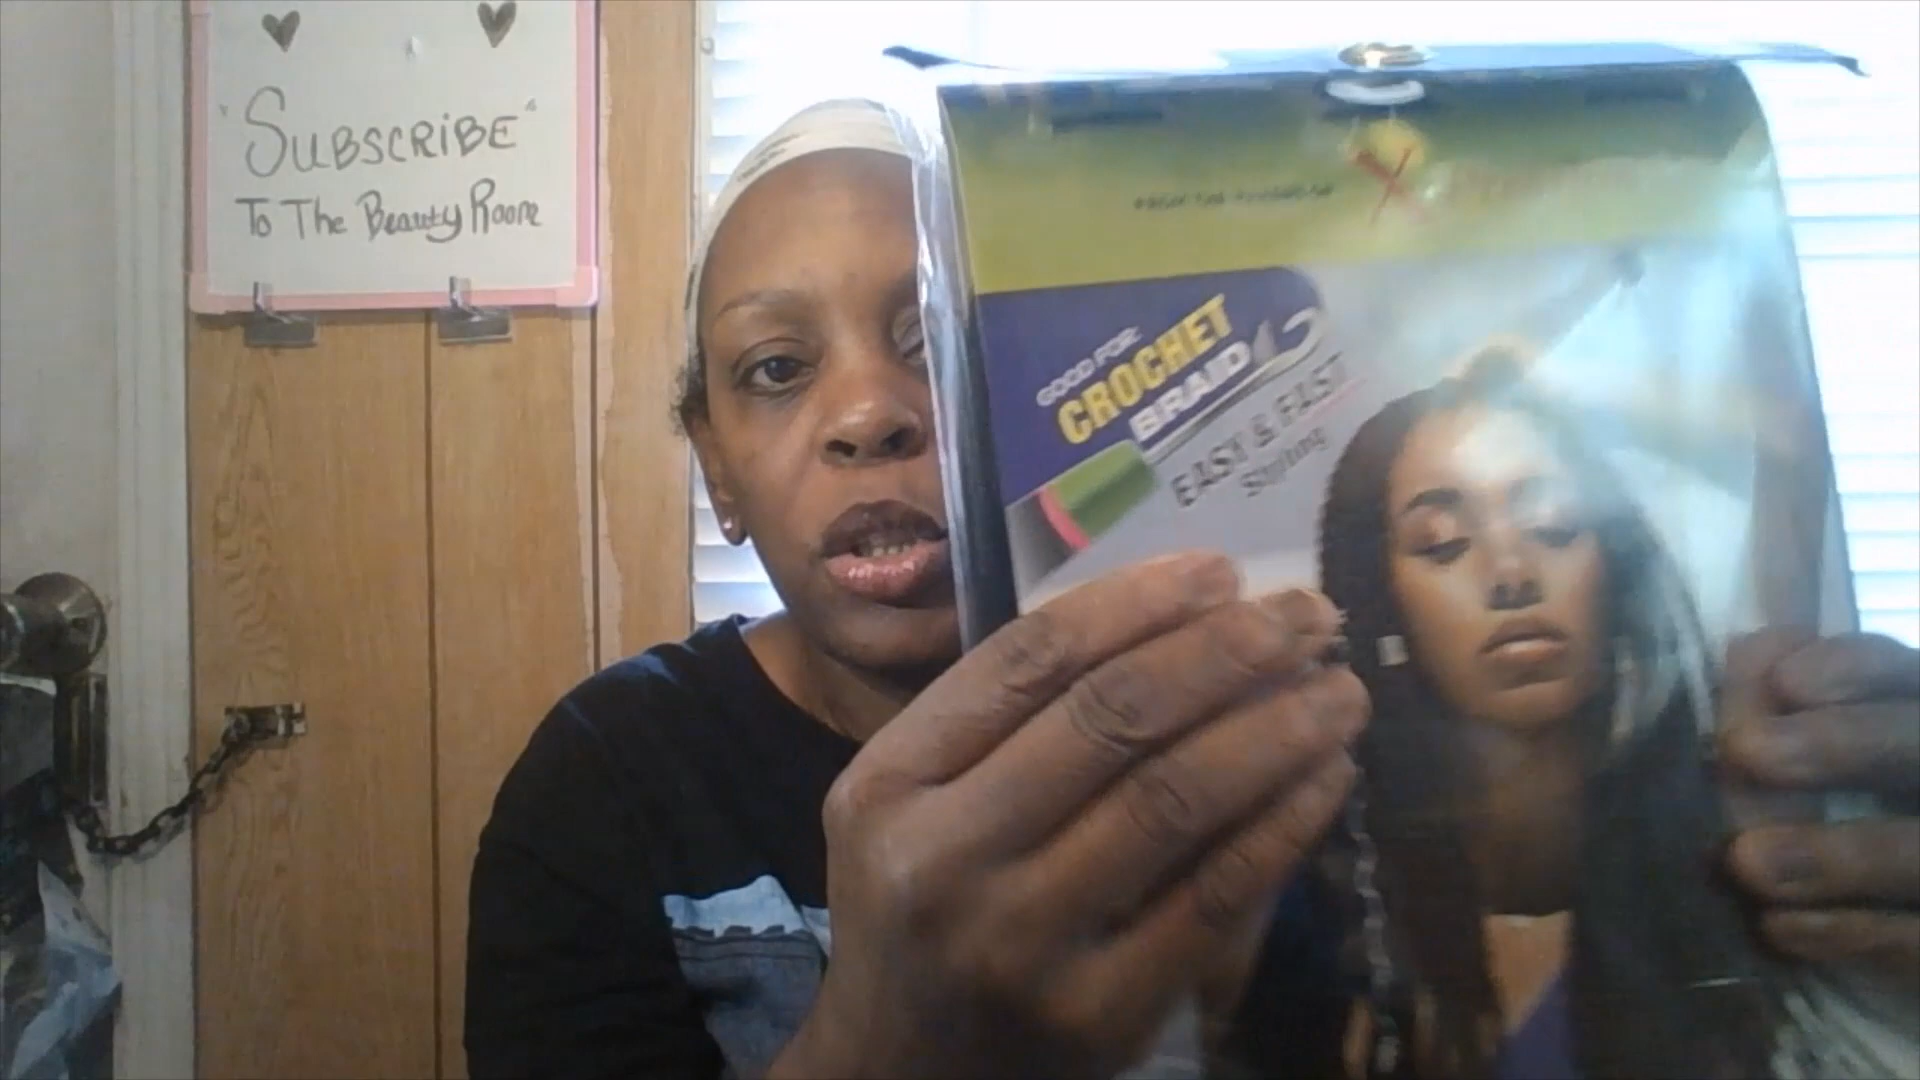 "SUBSCRiBE"
To The Beauty Room
GOOD FOR:
CROCHET
BRAID
EASY & FAST
Styling